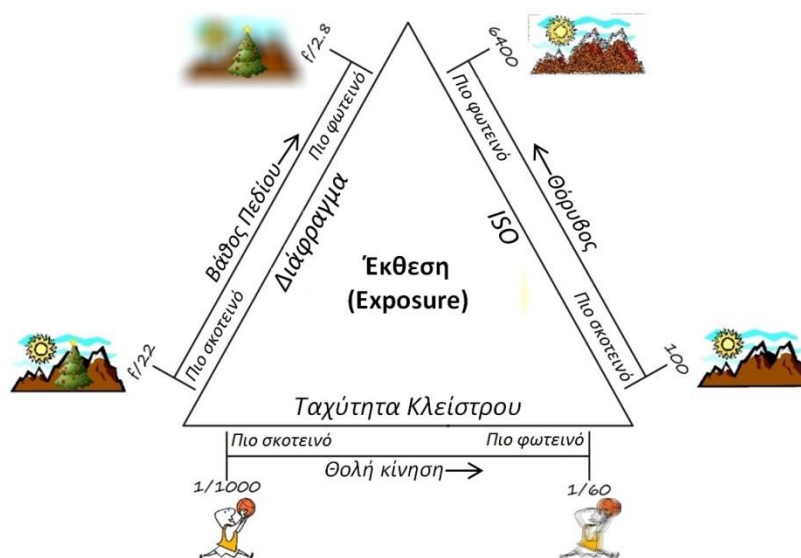 f/2.8
6400
Πιο φωτεινό
Πιο φωτεινό
Βάθος Πεδίου
Διάφραγμα
Θόρυβος
ISO
Έκθεση
(Exposure)
Πιο σκοτεινό
Πιο σκοτεινό
f/22
100
Ταχύτητα Κλείστρου
Πιο σκοτεινό
Πιο φωτεινό
Θολή κίνηση
1/1000
1/60